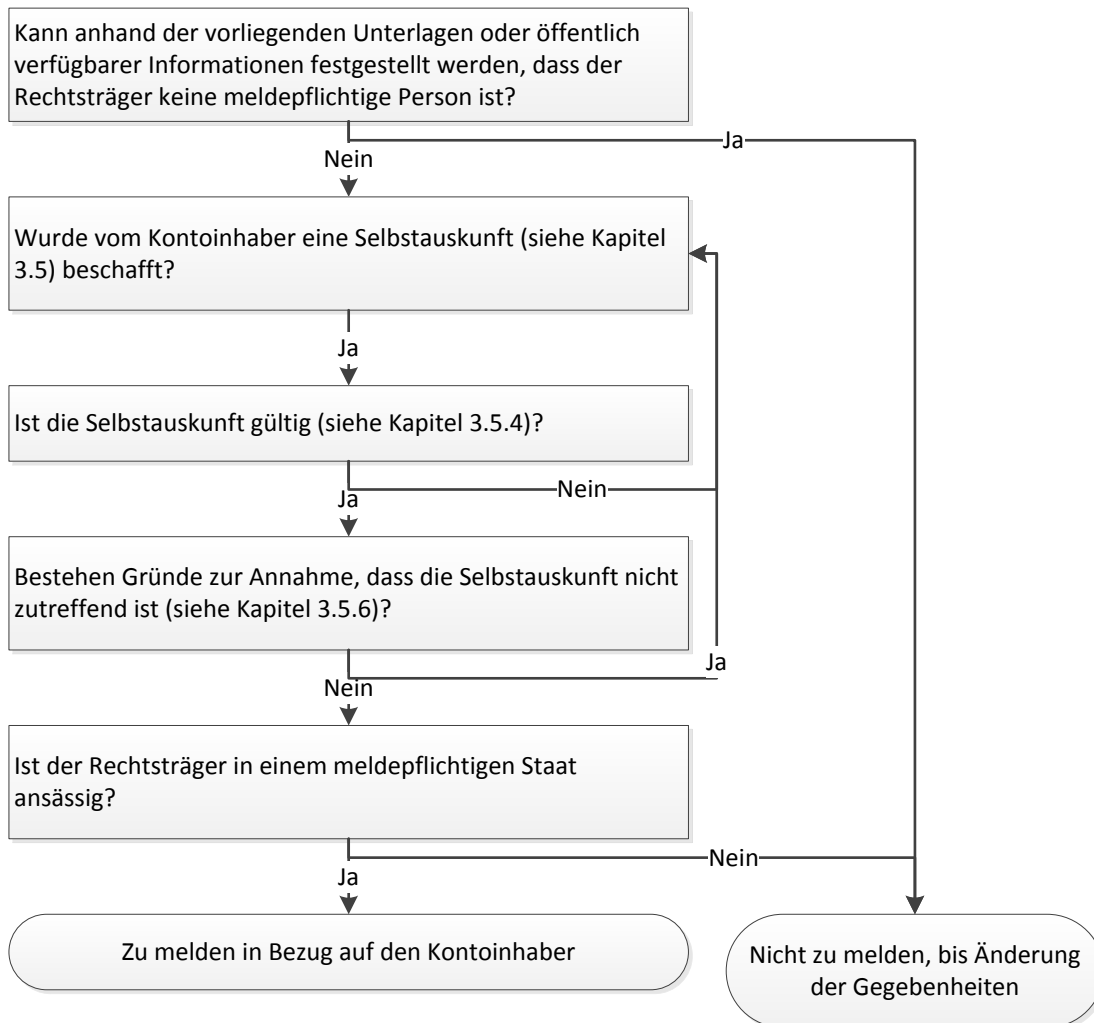 Kann anhand der vorliegenden Unterlagen oder öffentlich
verfügbarer Informationen festgestellt werden, dass der
Rechtsträger keine meldepflichtige Person ist?
Ja
Nein
Wurde vom Kontoinhaber eine Selbstauskunft (siehe Kapitel
3.5) beschafft?
Ja
Ist die Selbstauskunft gültig (siehe Kapitel 3.5.4)?
Nein
Ja
Bestehen Gründe zur Annahme, dass die Selbstauskunft nicht
zutreffend ist (siehe Kapitel 3.5.6)?
Ja
Nein
Ist der Rechtsträger in einem meldepflichtigen Staat
ansässig?
Nein
Ja
Zu melden in Bezug auf den Kontoinhaber
Nicht zu melden, bis Änderung
der Gegebenheiten